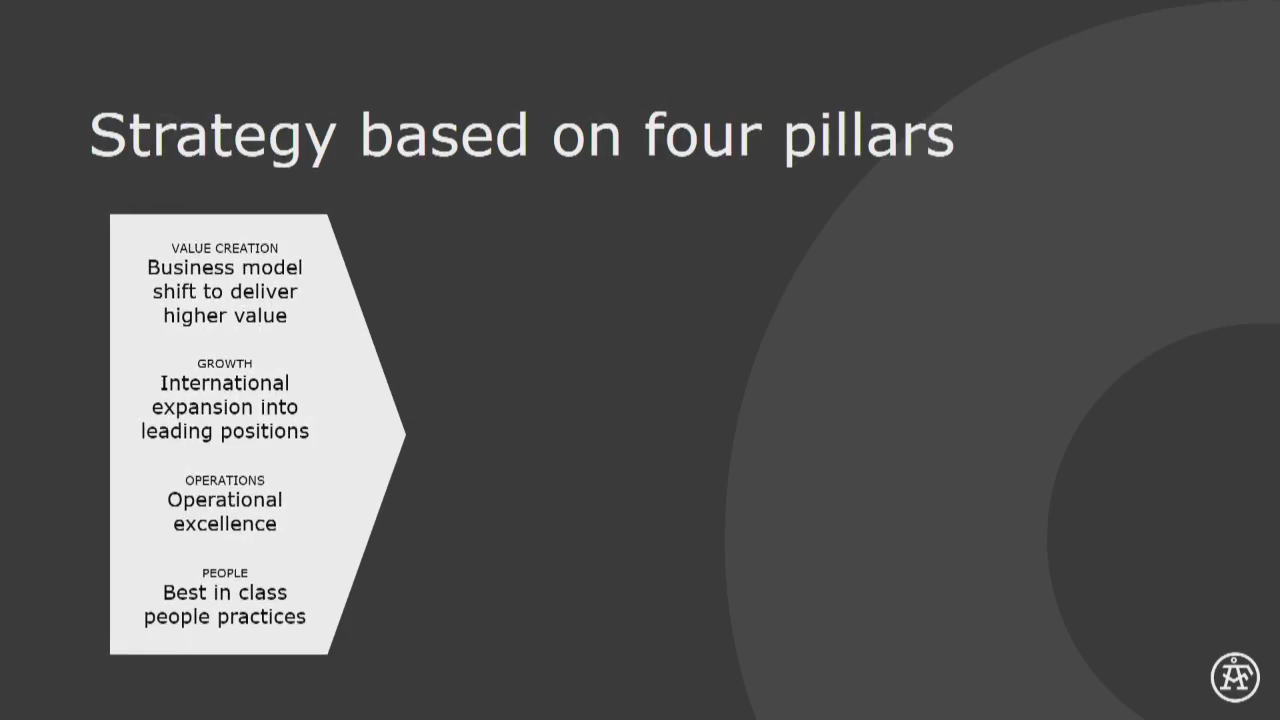 Strategy based on four pillars
VALUE CREATION
Business model
shift to deliver
higher value
GROWTH
International
expansion into
leading positions
OPERATIONS
Operational
excellence
PEOPLE
Best in class
people practices
ÅF